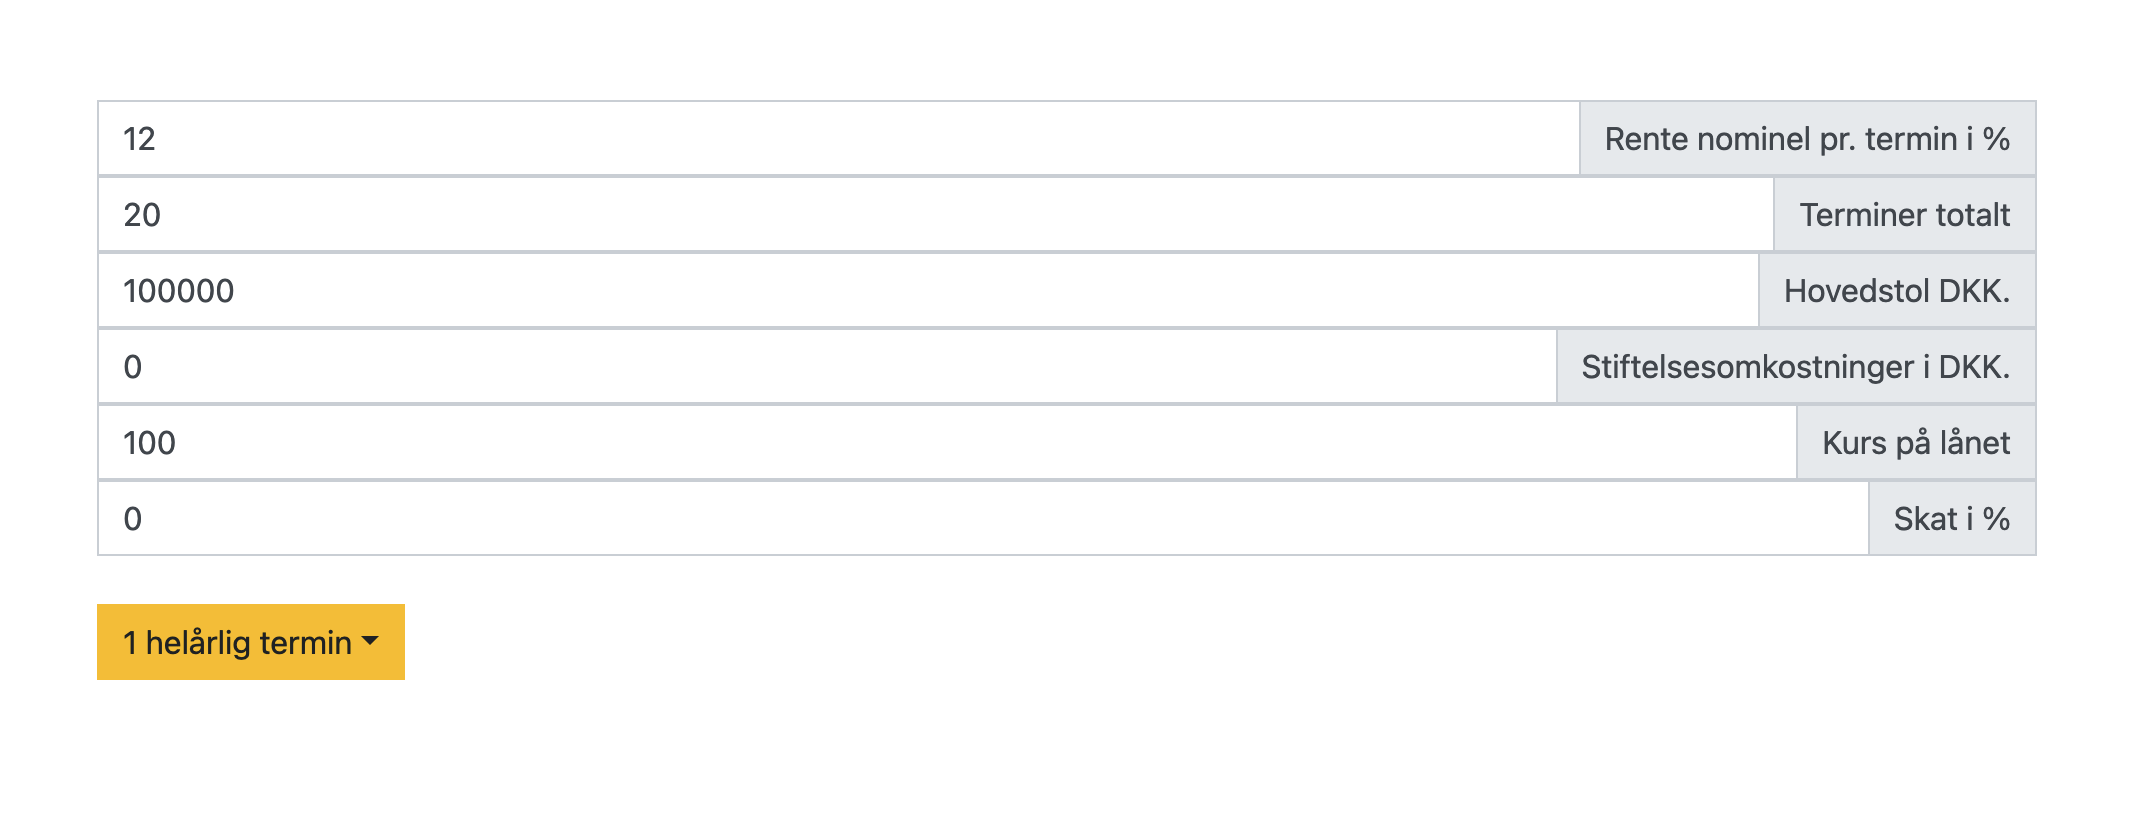 12 Rente nominel pr. termin i %
20 Terminer totalt
100000 Hovedstol DKK.
0 Stiftelsesomkostninger i DKK.
100 Kurs på lånet
0 Skat i %
1 helårlig termin